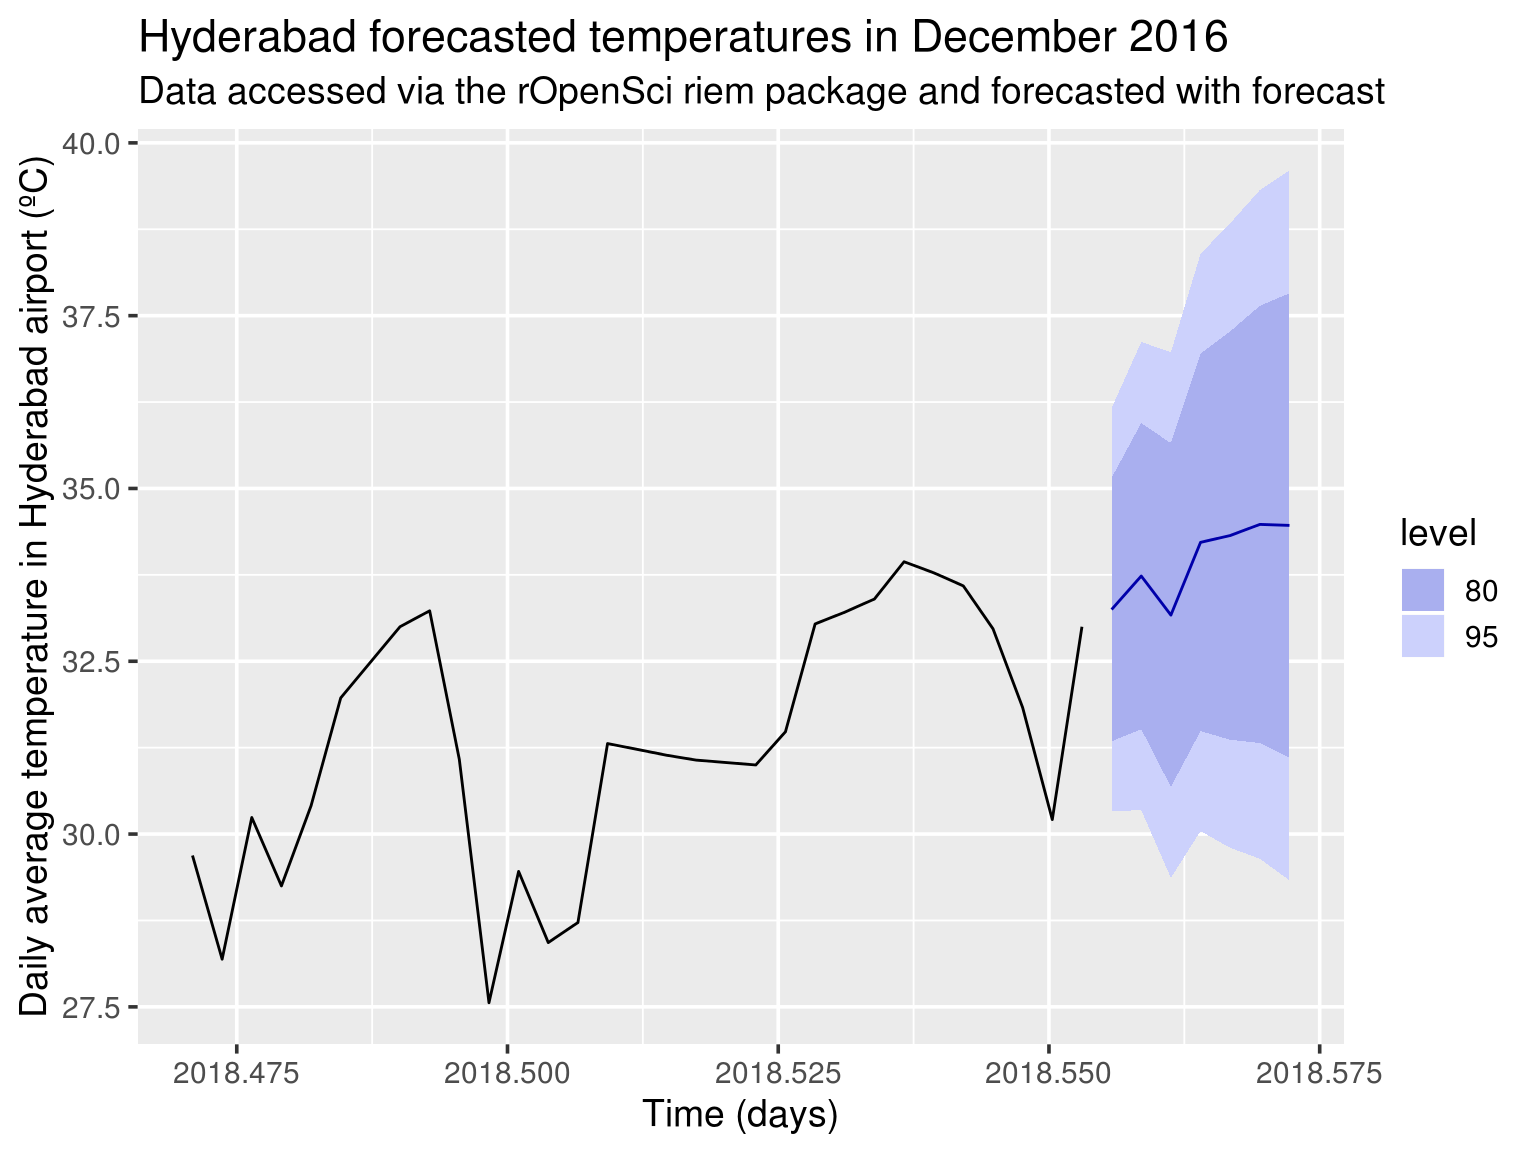 Hyderabad forecasted temperatures in December 2016
Data accessed via the rOpenSci riem package and forecasted with forecast
Daily average temperature in Hyderabad airport (ºC)
40.0
37.5
35.0
32.5
30.0
27.5
2018.475 2018.500 2018.525 2018.550 2018.575
Time (days)
level
80
95